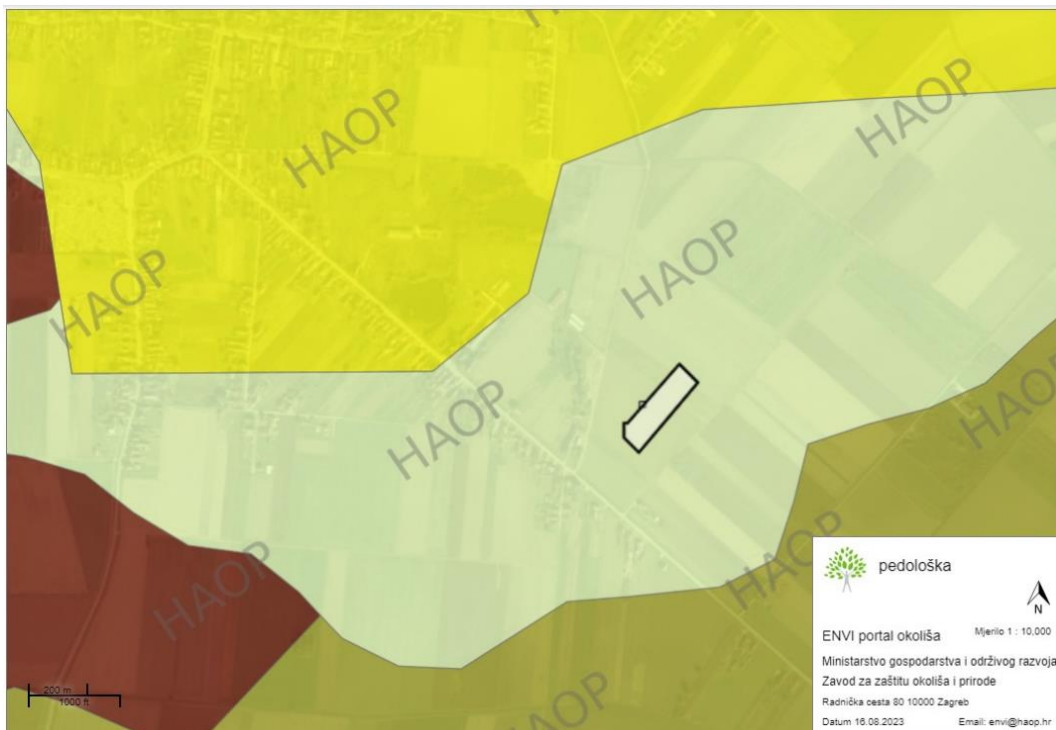 HAOP
HAOP
HAOP
HAOP
HAOP
HAOP
HAOP
HAOP
HAOP
HAOP
pedološka
N
ENVI portal okoliša Mjerilo 1 : 10,000
Ministarstvo gospodarstva i održivog razvoja
Zavod za zaštitu okoliša i prirode
Radnička cesta 80 10000 Zagreb
Datum 16.08.2023 Email: envi@haop.hr
200 m
1000 ft